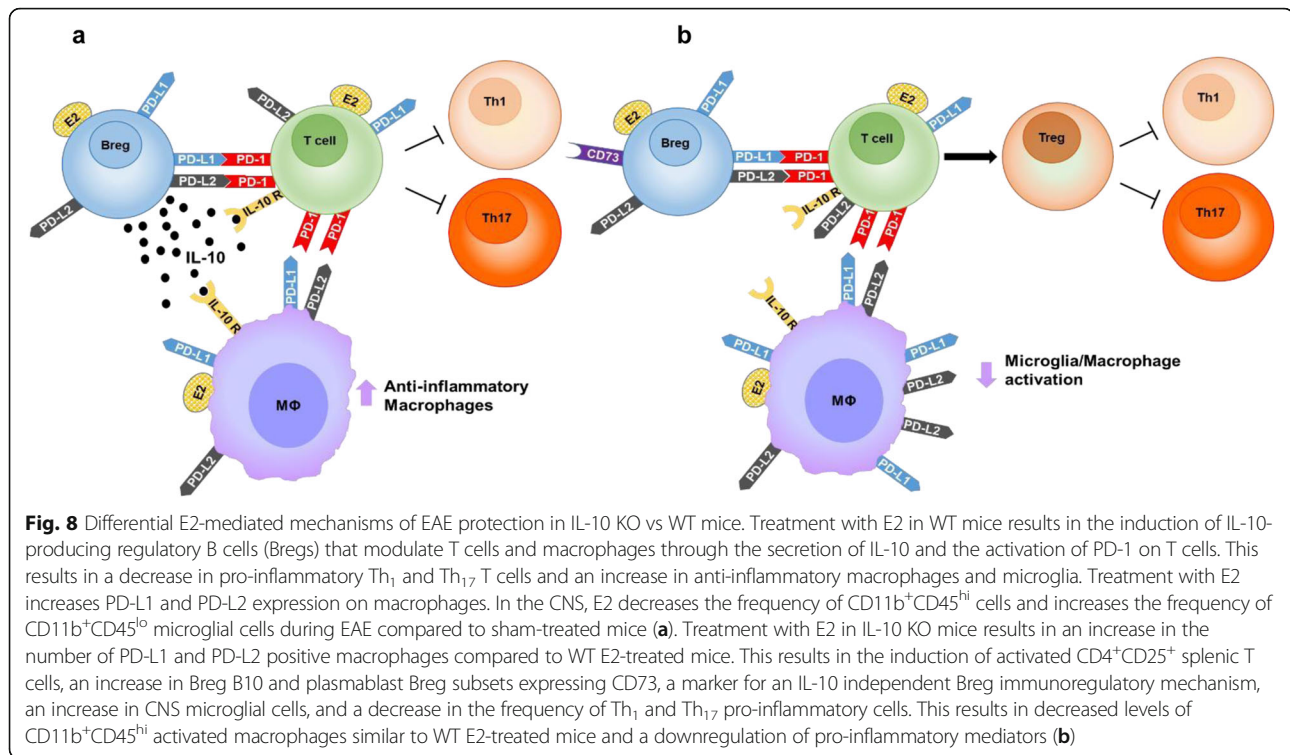 a
b
E2
PD-L1
Breg
PD-L2
PD-L1
PD-1
PD-L2
PD-1
PD-L2
E2
PD-L1
T cell
IL-10 R
PD-1
PD-1
Th1
Th17
IL-10
IL-10 R
PD-L1
PD-L2
PD-L1
E2
MΦ
PD-L2
Anti-inflammatory
Macrophages
E2
PD-L1
CD73
Breg
PD-L2
PD-L1
PD-1
PD-L2
PD-1
E2
PD-L1
T cell
IL-10 R
PD-L2
PD-1
PD-1
Treg
Th1
Th17
IL-10 R
PD-L1
PD-L2
PD-L1
E2
MΦ
PD-L2
PD-L2
PD-L2
PD-L1
Microglia/Macrophage
activation
Fig. 8 Differential E2-mediated mechanisms of EAE protection in IL-10 KO vs WT mice. Treatment with E2 in WT mice results in the induction of IL-10-
producing regulatory B cells (Bregs) that modulate T cells and macrophages through the secretion of IL-10 and the activation of PD-1 on T cells. This
results in a decrease in pro-inflammatory Th₁ and Th₁₇ T cells and an increase in anti-inflammatory macrophages and microglia. Treatment with E2
increases PD-L1 and PD-L2 expression on macrophages. In the CNS, E2 decreases the frequency of CD11b⁺CD45ʰⁱ cells and increases the frequency of
CD11b⁺CD45ˡᵒ microglial cells during EAE compared to sham-treated mice (a). Treatment with E2 in IL-10 KO mice results in an increase in the
number of PD-L1 and PD-L2 positive macrophages compared to WT E2-treated mice. This results in the induction of activated CD4⁺CD25⁺ splenic T
cells, an increase in Breg B10 and plasmablast Breg subsets expressing CD73, a marker for an IL-10 independent Breg immunoregulatory mechanism,
an increase in CNS microglial cells, and a decrease in the frequency of Th₁ and Th₁₇ pro-inflammatory cells. This results in decreased levels of
CD11b⁺CD45ʰⁱ activated macrophages similar to WT E2-treated mice and a downregulation of pro-inflammatory mediators (b)